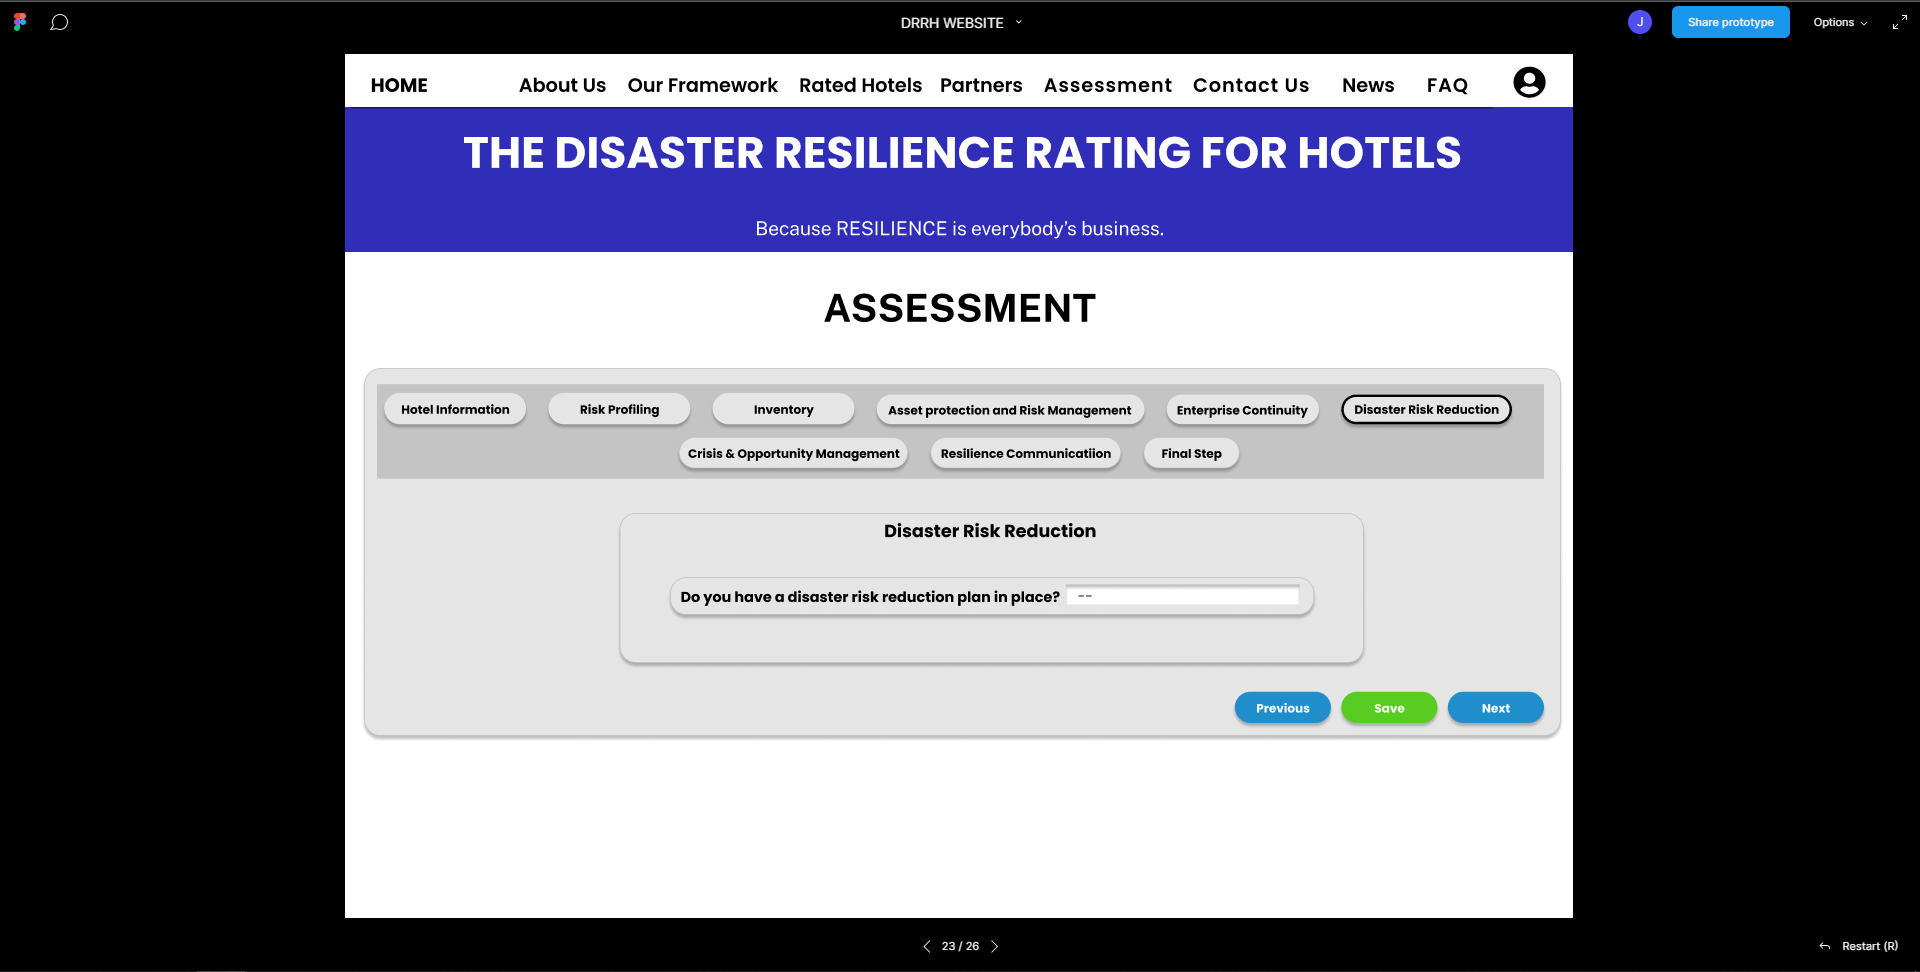 DRRH WEBSITE
J
Share prototype
Options
HOME About Us Our Framework Rated Hotels Partners Assessment Contact Us News FAQ
THE DISASTER RESILIENCE RATING FOR HOTELS
Because RESILIENCE is everybody's business.
ASSESSMENT
Hotel Information Risk Profiling Inventory Asset protection and Risk Management Enterprise Continuity Disaster Risk Reduction
Crisis & Opportunity Management Resilience Communicatiion Final Step
Disaster Risk Reduction
Do you have a disaster risk reduction plan in place? --
Previous Save Next
23 / 26
Restart (R)